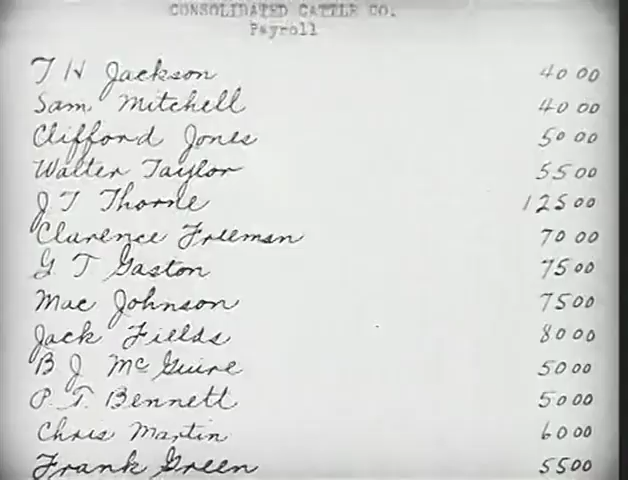 CONSOLIDATED CATTLE CO.
Payroll
T H Jackson 40 00
Sam Mitchell 40 00
Clifford Jones 50 00
Walter Taylor 55 00
J T Thorne 125 00
Clarence Freeman 70 00
G. T Gaston 75 00
Mac Johnson 75 00
Jack Fields 80 00
B J McGuire 50 00
P. T. Bennett 50 00
Chris Martin 60 00
Frank Green 55 00